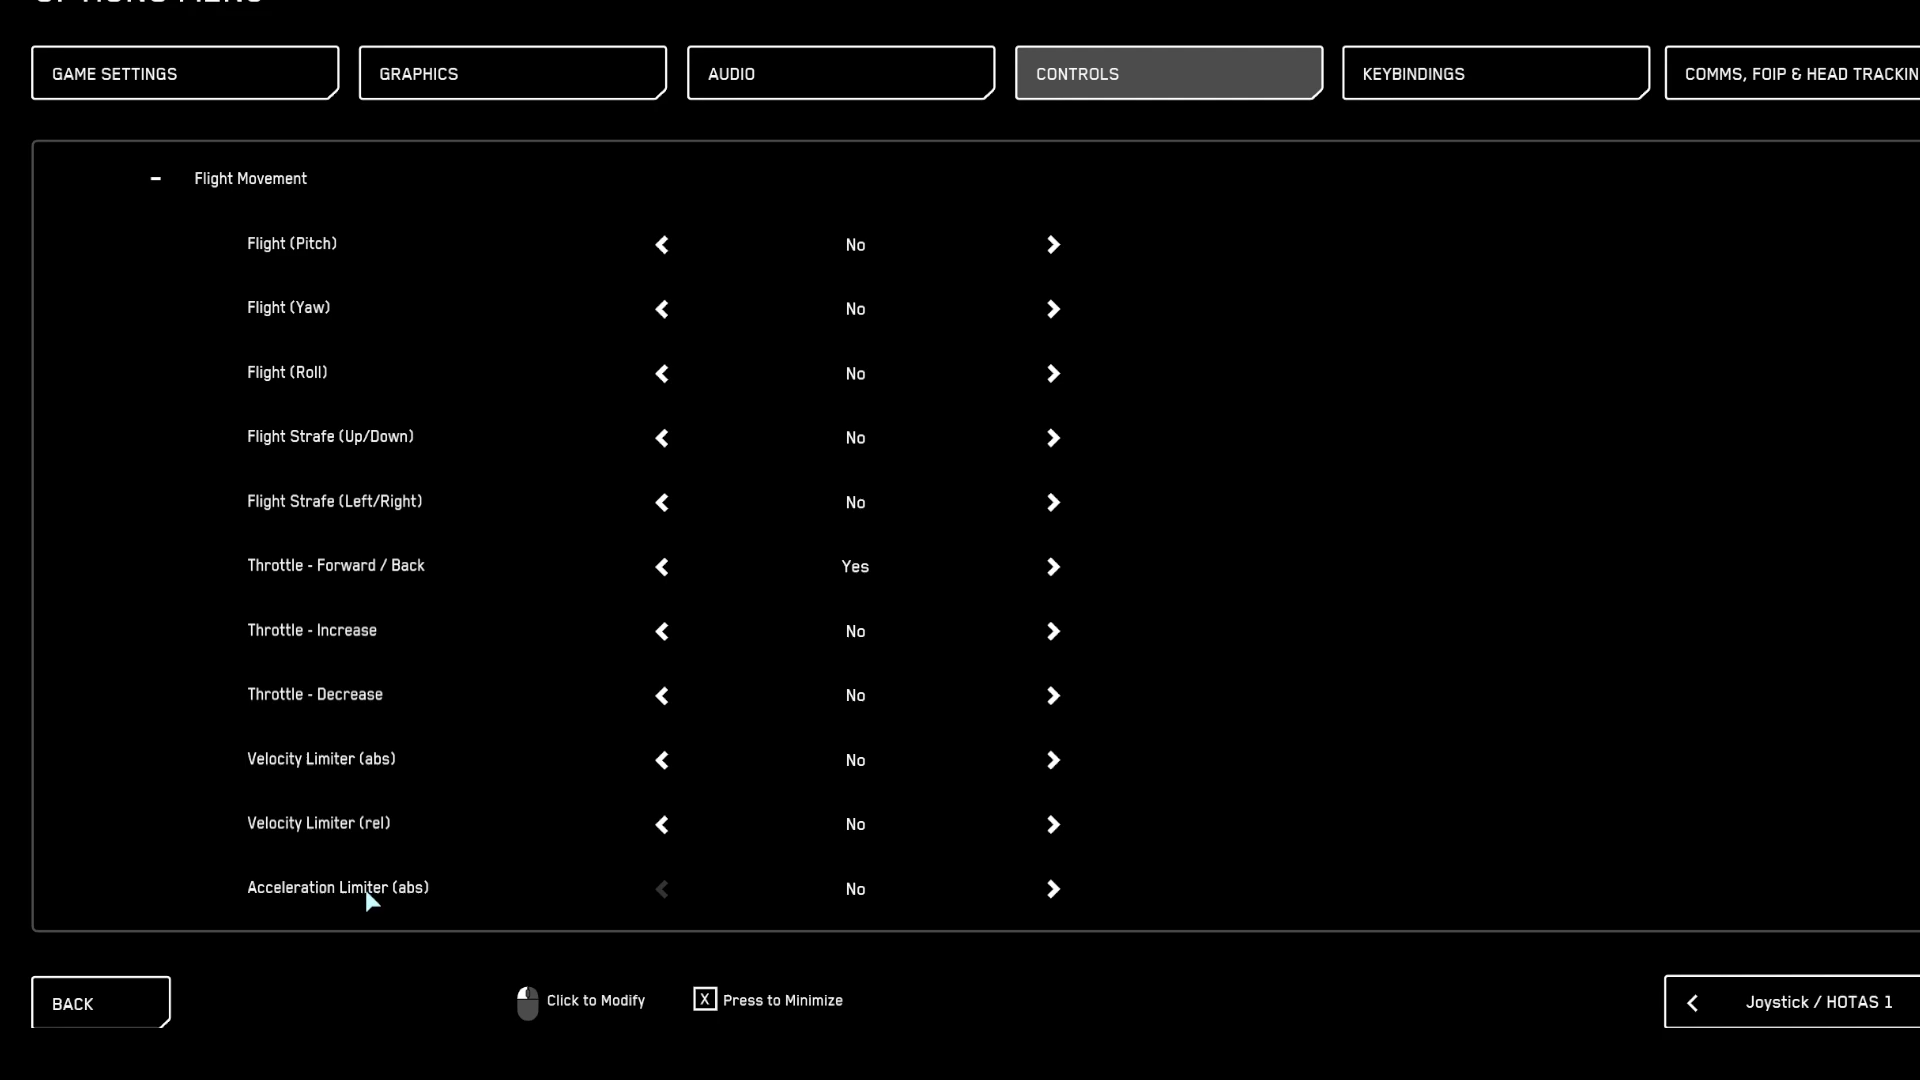 GAME SETTINGS
GRAPHICS
AUDIO
CONTROLS
KEYBINDINGS
COMMS, FOIP & HEAD TRACKIN
Flight Movement
Flight (Pitch) No
Flight (Yaw) No
Flight (Roll) No
Flight Strafe (Up/Down) No
Flight Strafe (Left/Right) No
Throttle - Forward / Back Yes
Throttle - Increase No
Throttle - Decrease No
Velocity Limiter (abs) No
Velocity Limiter (rel) No
Acceleration Limiter (abs) No
BACK
Click to Modify
X Press to Minimize
Joystick / HOTAS 1